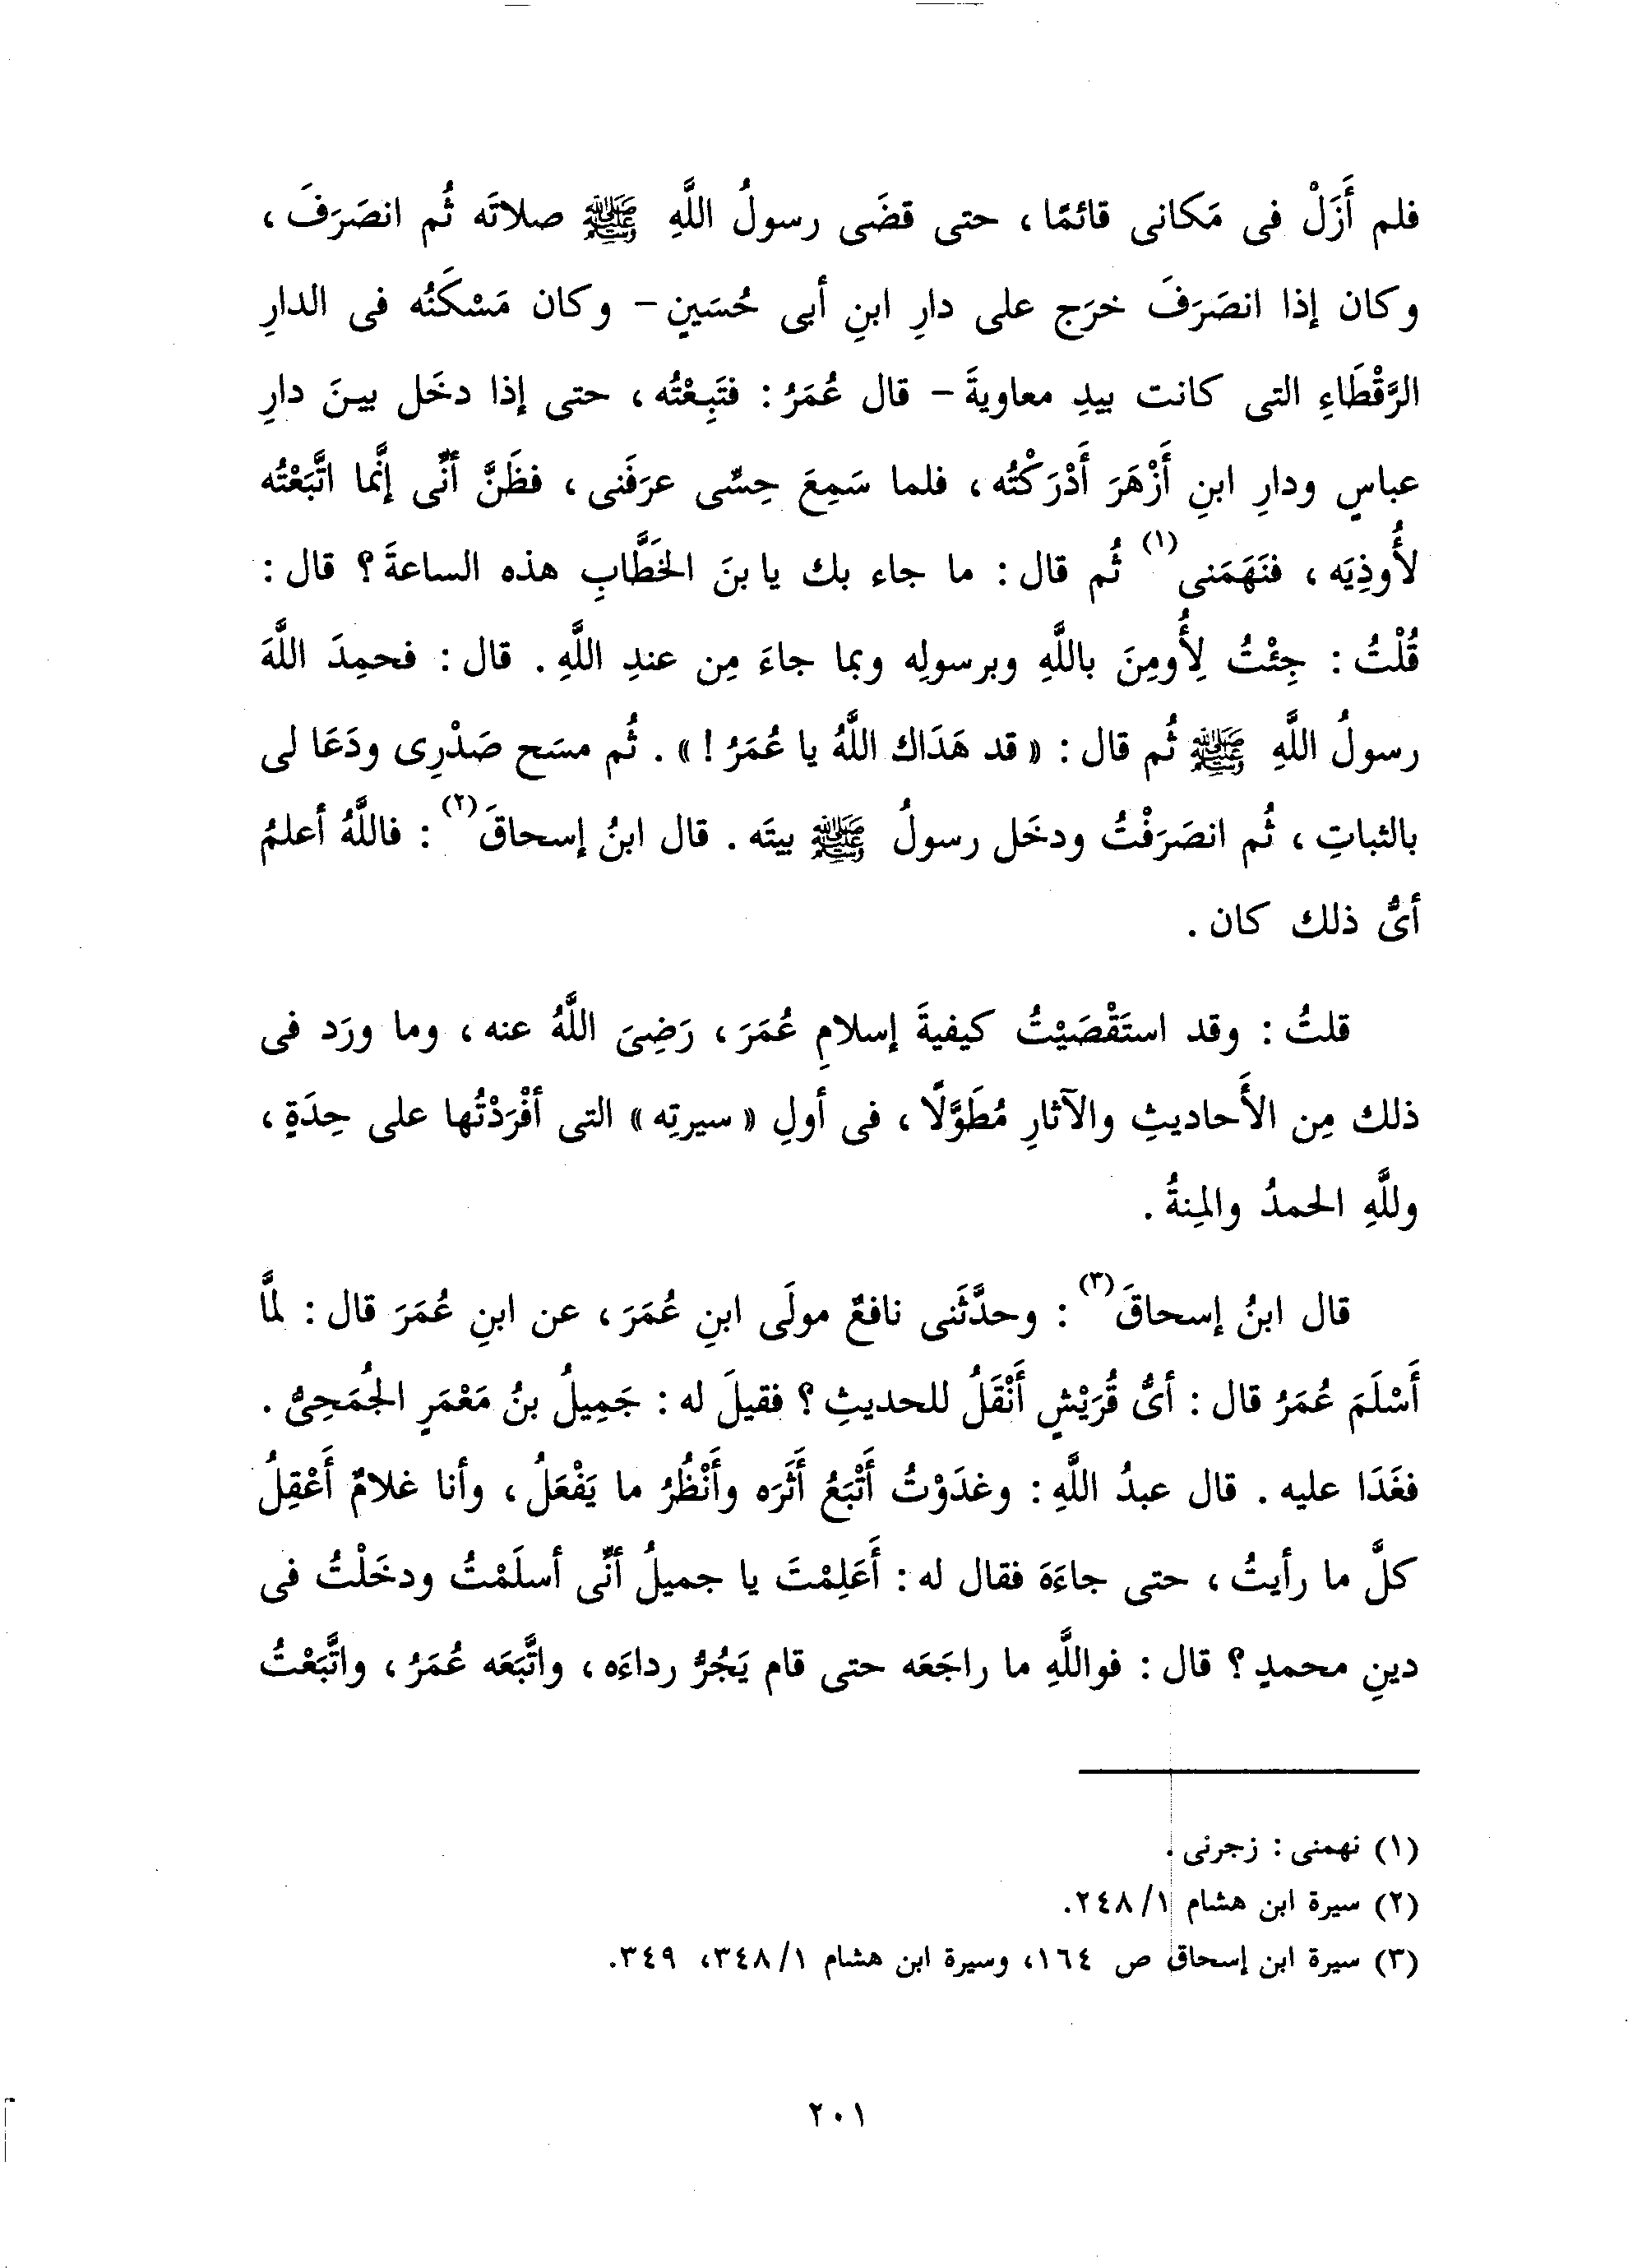 فلم أَزَلْ فى مَكانى قائمًا، حتى قضَى رسولُ اللَّهِ ﷺ صلاتَه ثُم انصَرَفَ،
وكان إذا انصَرَفَ خرَج على دارِ ابنِ أبى حُسَينٍ - وكان مَسْكَنُه فى الدارِ
الرَّقْطَاءِ التى كانت بيدِ معاويةَ - قال عُمَرُ: فتَبِعْتُه، حتى إذا دخَل بينَ دارِ
عباسٍ ودارِ ابنِ أَزْهَرَ أَدْرَكْتُه، فلما سَمِعَ حِسِّى عرَفَنى، فظَنَّ أنِّى إنَّما اتَّبَعْتُه
لأُوذِيَه، فنَهَمَنى(١) ثُم قال: ما جاء بك يا بنَ الخَطَّابِ هذه الساعةَ؟ قال:
قُلْتُ: جِئْتُ لِأُومِنَ باللَّهِ وبرسولِه وبما جاءَ مِن عندِ اللَّهِ. قال: فحمِدَ اللَّهَ
رسولُ اللَّهِ ﷺ ثُم قال: «قد هَدَاك اللَّهُ يا عُمَرُ!». ثُم مسَح صَدْرِى ودَعَا لى
بالثباتِ، ثُم انصَرَفْتُ ودخَل رسولُ ﷺ بيتَه. قال ابنُ إسحاقَ(٢): فاللَّهُ أعلمُ
أىُّ ذلك كان.
قلتُ: وقد استَقْصَيْتُ كيفيةَ إسلامِ عُمَرَ، رَضِىَ اللَّهُ عنه، وما ورَد فى
ذلك مِن الأَحاديثِ والآثارِ مُطَوَّلًا، فى أولِ «سيرتِه» التى أفْرَدْتُها على حِدَةٍ،
وللَّهِ الحمدُ والمِنةُ.
قال ابنُ إسحاقَ(٣): وحدَّثَنى نافعٌ مولَى ابنِ عُمَرَ، عن ابنِ عُمَرَ قال: لمَّا
أَسْلَمَ عُمَرُ قال: أىُّ قُرَيْشٍ أَنْقَلُ للحديثِ؟ فقيلَ له: جَمِيلُ بنُ مَعْمَرٍ الجُمَحِىُّ.
فغَدَا عليه. قال عبدُ اللَّهِ: وغدَوْتُ أَتْبَعُ أَثَرَه وأَنْظُرُ ما يَفْعَلُ، وأنا غلامٌ أَعْقِلُ
كلَّ ما رأيتُ، حتى جاءَهَ فقال له: أَعَلِمْتَ يا جميلُ أنِّى أسلَمْتُ ودخَلْتُ فى
دينِ محمدٍ؟ قال: فواللَّهِ ما راجَعَه حتى قام يَجُرُّ رداءَه، واتَّبَعَه عُمَرُ، واتَّبَعْتُ
(١) نهمنى: زجرنى.
(٢) سيرة ابن هشام ١/ ٢٤٨.
(٣) سيرة ابن إسحاق ص ١٦٤، وسيرة ابن هشام ١/ ٣٤٨، ٣٤٩.
٢٠١